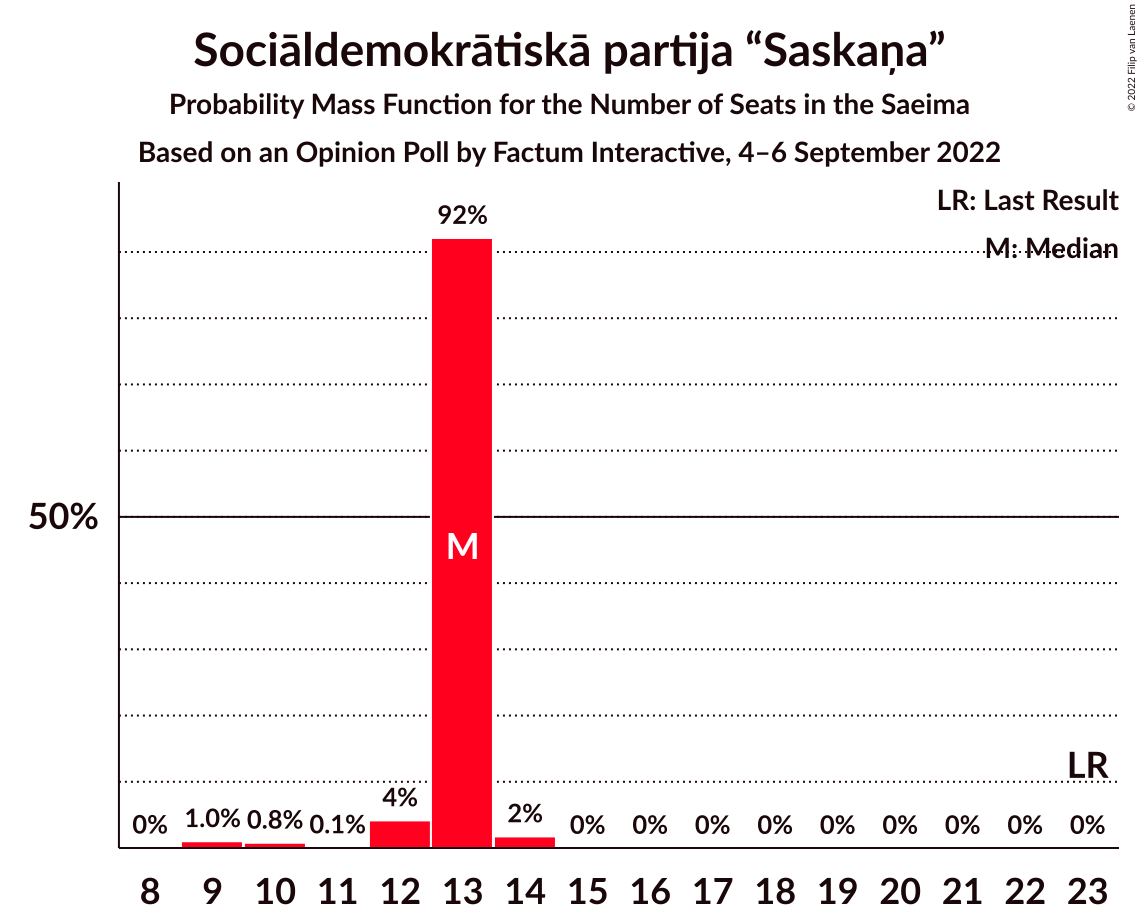 Sociāldemokrātiskā partija “Saskaņa”
Probability Mass Function for the Number of Seats in the Saeima
Based on an Opinion Poll by Factum Interactive, 4–6 September 2022
© 2022 Filip van Laenen
LR: Last Result
M: Median
92%
50%
M
LR
0% 1.0% 0.8% 0.1% 4% 2% 0% 0% 0% 0% 0% 0% 0% 0% 0%
8 9 10 11 12 13 14 15 16 17 18 19 20 21 22 23